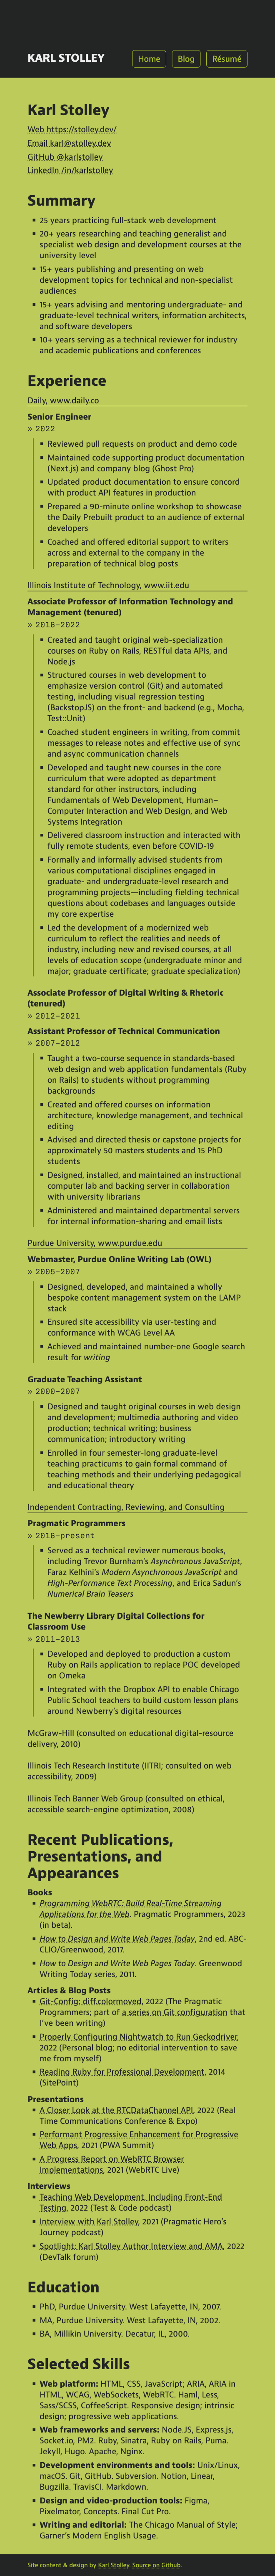 KARL STOLLEY
Home
Blog
Résumé
Karl Stolley
Web https://stolley.dev/
Email karl@stolley.dev
GitHub @karlstolley
LinkedIn /in/karlstolley
Summary
25 years practicing full-stack web development
20+ years researching and teaching generalist and
specialist web design and development courses at the
university level
15+ years publishing and presenting on web
development topics for technical and non-specialist
audiences
15+ years advising and mentoring undergraduate- and
graduate-level technical writers, information architects,
and software developers
10+ years serving as a technical reviewer for industry
and academic publications and conferences
Experience
Daily, www.daily.co
Senior Engineer
» 2022
Reviewed pull requests on product and demo code
Maintained code supporting product documentation
(Next.js) and company blog (Ghost Pro)
Updated product documentation to ensure concord
with product API features in production
Prepared a 90-minute online workshop to showcase
the Daily Prebuilt product to an audience of external
developers
Coached and offered editorial support to writers
across and external to the company in the
preparation of technical blog posts
Illinois Institute of Technology, www.iit.edu
Associate Professor of Information Technology and
Management (tenured)
» 2016–2022
Created and taught original web-specialization
courses on Ruby on Rails, RESTful data APIs, and
Node.js
Structured courses in web development to
emphasize version control (Git) and automated
testing, including visual regression testing
(BackstopJS) on the front- and backend (e.g., Mocha,
Test::Unit)
Coached student engineers in writing, from commit
messages to release notes and effective use of sync
and async communication channels
Developed and taught new courses in the core
curriculum that were adopted as department
standard for other instructors, including
Fundamentals of Web Development, Human–
Computer Interaction and Web Design, and Web
Systems Integration
Delivered classroom instruction and interacted with
fully remote students, even before COVID-19
Formally and informally advised students from
various computational disciplines engaged in
graduate- and undergraduate-level research and
programming projects—including fielding technical
questions about codebases and languages outside
my core expertise
Led the development of a modernized web
curriculum to reflect the realities and needs of
industry, including new and revised courses, at all
levels of education scope (undergraduate minor and
major; graduate certificate; graduate specialization)
Associate Professor of Digital Writing & Rhetoric
(tenured)
» 2012–2021
Assistant Professor of Technical Communication
» 2007–2012
Taught a two-course sequence in standards-based
web design and web application fundamentals (Ruby
on Rails) to students without programming
backgrounds
Created and offered courses on information
architecture, knowledge management, and technical
editing
Advised and directed thesis or capstone projects for
approximately 50 masters students and 15 PhD
students
Designed, installed, and maintained an instructional
computer lab and backing server in collaboration
with university librarians
Administered and maintained departmental servers
for internal information-sharing and email lists
Purdue University, www.purdue.edu
Webmaster, Purdue Online Writing Lab (OWL)
» 2005–2007
Designed, developed, and maintained a wholly
bespoke content management system on the LAMP
stack
Ensured site accessibility via user-testing and
conformance with WCAG Level AA
Achieved and maintained number-one Google search
result for writing
Graduate Teaching Assistant
» 2000–2007
Designed and taught original courses in web design
and development; multimedia authoring and video
production; technical writing; business
communication; introductory writing
Enrolled in four semester-long graduate-level
teaching practicums to gain formal command of
teaching methods and their underlying pedagogical
and educational theory
Independent Contracting, Reviewing, and Consulting
Pragmatic Programmers
» 2016–present
Served as a technical reviewer numerous books,
including Trevor Burnham's Asynchronous JavaScript,
Faraz Kelhini's Modern Asynchronous JavaScript and
High-Performance Text Processing, and Erica Sadun's
Numerical Brain Teasers
The Newberry Library Digital Collections for
Classroom Use
» 2011–2013
Developed and deployed to production a custom
Ruby on Rails application to replace POC developed
on Omeka
Integrated with the Dropbox API to enable Chicago
Public School teachers to build custom lesson plans
around Newberry's digital resources
McGraw-Hill (consulted on educational digital-resource
delivery, 2010)
Illinois Tech Research Institute (IITRI; consulted on web
accessibility, 2009)
Illinois Tech Banner Web Group (consulted on ethical,
accessible search-engine optimization, 2008)
Recent Publications,
Presentations, and
Appearances
Books
Programming WebRTC: Build Real-Time Streaming
Applications for the Web. Pragmatic Programmers, 2023
(in beta).
How to Design and Write Web Pages Today, 2nd ed. ABC-
CLIO/Greenwood, 2017.
How to Design and Write Web Pages Today. Greenwood
Writing Today series, 2011.
Articles & Blog Posts
Git-Config: diff.colormoved, 2022 (The Pragmatic
Programmers; part of a series on Git configuration that
I've been writing)
Properly Configuring Nightwatch to Run Geckodriver,
2022 (Personal blog; no editorial intervention to save
me from myself)
Reading Ruby for Professional Development, 2014
(SitePoint)
Presentations
A Closer Look at the RTCDataChannel API, 2022 (Real
Time Communications Conference & Expo)
Performant Progressive Enhancement for Progressive
Web Apps, 2021 (PWA Summit)
A Progress Report on WebRTC Browser
Implementations, 2021 (WebRTC Live)
Interviews
Teaching Web Development, Including Front-End
Testing, 2022 (Test & Code podcast)
Interview with Karl Stolley, 2021 (Pragmatic Hero's
Journey podcast)
Spotlight: Karl Stolley Author Interview and AMA, 2022
(DevTalk forum)
Education
PhD, Purdue University. West Lafayette, IN, 2007.
MA, Purdue University. West Lafayette, IN, 2002.
BA, Millikin University. Decatur, IL, 2000.
Selected Skills
Web platform: HTML, CSS, JavaScript; ARIA, ARIA in
HTML, WCAG, WebSockets, WebRTC. Haml, Less,
Sass/SCSS, CoffeeScript. Responsive design; intrinsic
design; progressive web applications.
Web frameworks and servers: Node.JS, Express.js,
Socket.io, PM2. Ruby, Sinatra, Ruby on Rails, Puma.
Jekyll, Hugo. Apache, Nginx.
Development environments and tools: Unix/Linux,
macOS. Git, GitHub. Subversion. Notion, Linear,
Bugzilla. TravisCI. Markdown.
Design and video-production tools: Figma,
Pixelmator, Concepts. Final Cut Pro.
Writing and editorial: The Chicago Manual of Style;
Garner's Modern English Usage.
Site content & design by Karl Stolley. Source on Github.